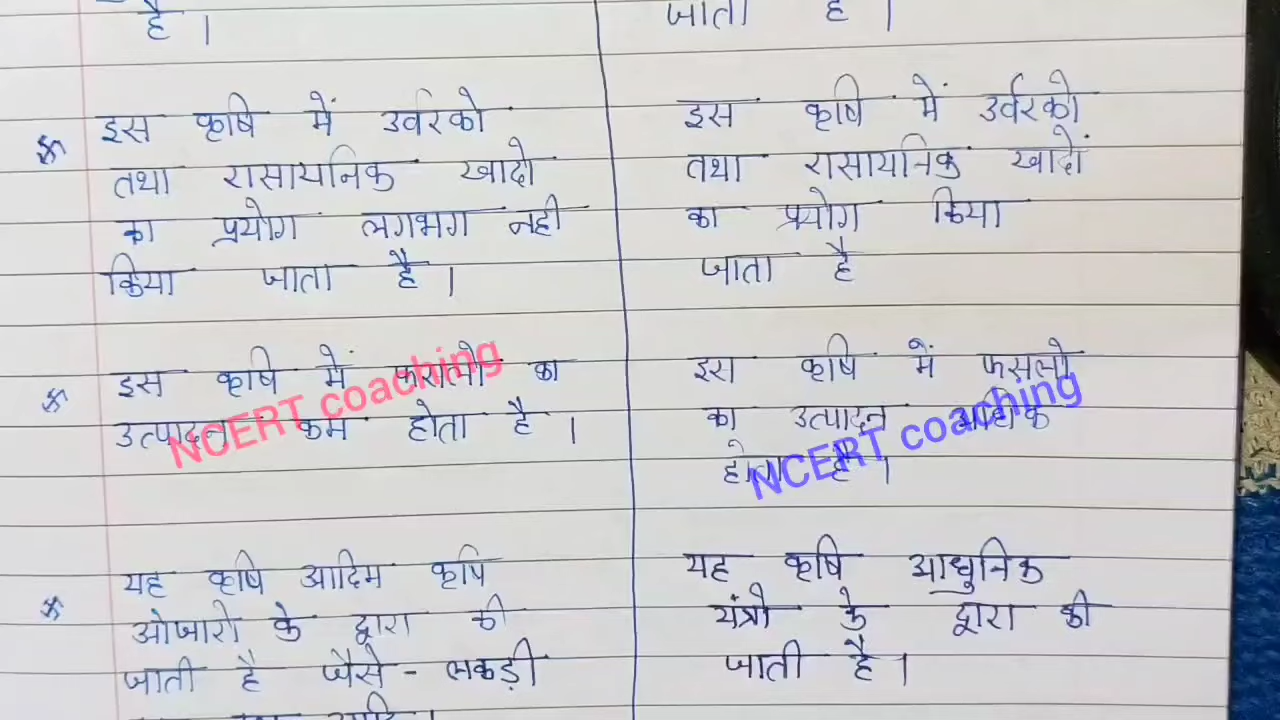 है ।
इस कृषि में उर्वरको
तथा रासायनिक खादो
का प्रयोग लगभग नही
किया जाता है ।
इस कृषि में फसलो का
उत्पादन कम होता है ।
यह कृषि आदिम कृषि
ओजारो के द्वारा की
जाती है जैसे - लकड़ी
जाता है ।
इस कृषि में उर्वरको
तथा रासायनिक खादों
का प्रयोग किया
जाता है
इस कृषि में फसलो
का उत्पादन अधिक
होता है ।
यह कृषि आधुनिक
यंत्रो के द्वारा की
जाती है ।
NCERT coaching
NCERT coaching